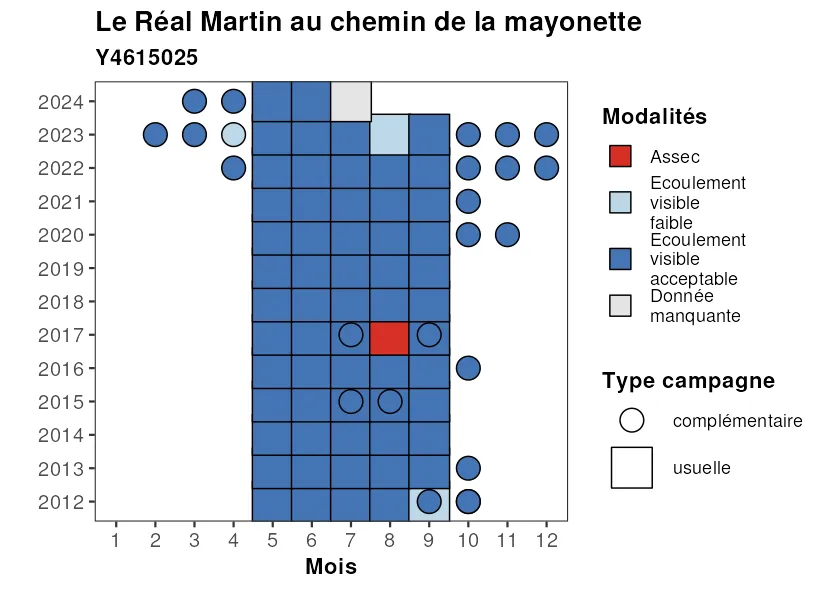 Le Réal Martin au chemin de la mayonette
Y4615025
2024
2023
2022
2021
2020
2019
2018
2017
2016
2015
2014
2013
2012
1 2 3 4 5 6 7 8 9 10 11 12
Mois
Modalités
Assec
Ecoulement
visible
faible
Ecoulement
visible
acceptable
Donnée
manquante
Type campagne
complémentaire
usuelle